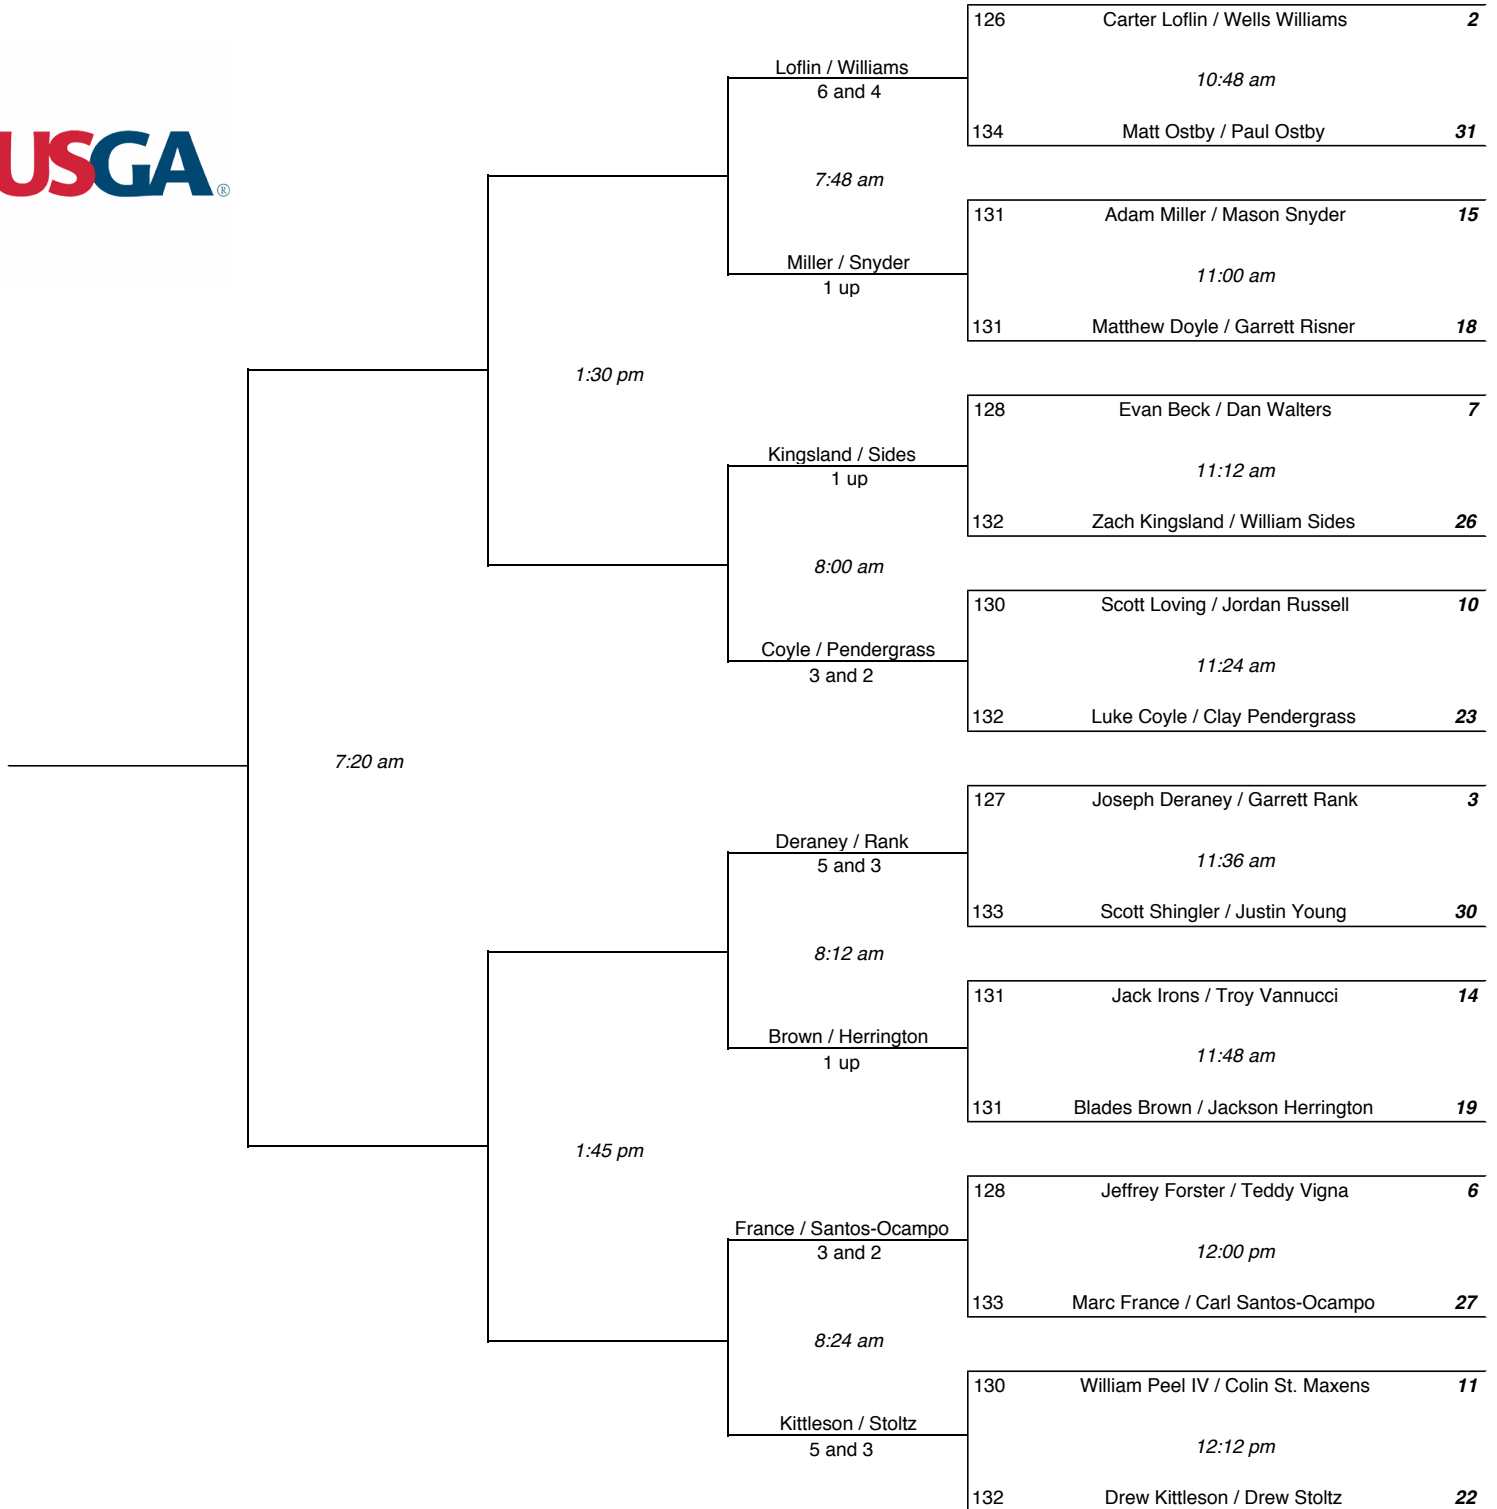 126 Carter Loflin / Wells Williams 2
Loflin / Williams
6 and 4
10:48 am
134 Matt Ostby / Paul Ostby 31
USGA®
7:48 am
131 Adam Miller / Mason Snyder 15
Miller / Snyder
1 up
11:00 am
131 Matthew Doyle / Garrett Risner 18
1:30 pm
128 Evan Beck / Dan Walters 7
Kingsland / Sides
1 up
11:12 am
132 Zach Kingsland / William Sides 26
8:00 am
130 Scott Loving / Jordan Russell 10
Coyle / Pendergrass
3 and 2
11:24 am
132 Luke Coyle / Clay Pendergrass 23
7:20 am
127 Joseph Deraney / Garrett Rank 3
Deraney / Rank
5 and 3
11:36 am
133 Scott Shingler / Justin Young 30
8:12 am
131 Jack Irons / Troy Vannucci 14
Brown / Herrington
1 up
11:48 am
131 Blades Brown / Jackson Herrington 19
1:45 pm
128 Jeffrey Forster / Teddy Vigna 6
France / Santos-Ocampo
3 and 2
12:00 pm
133 Marc France / Carl Santos-Ocampo 27
8:24 am
130 William Peel IV / Colin St. Maxens 11
Kittleson / Stoltz
5 and 3
12:12 pm
132 Drew Kittleson / Drew Stoltz 22